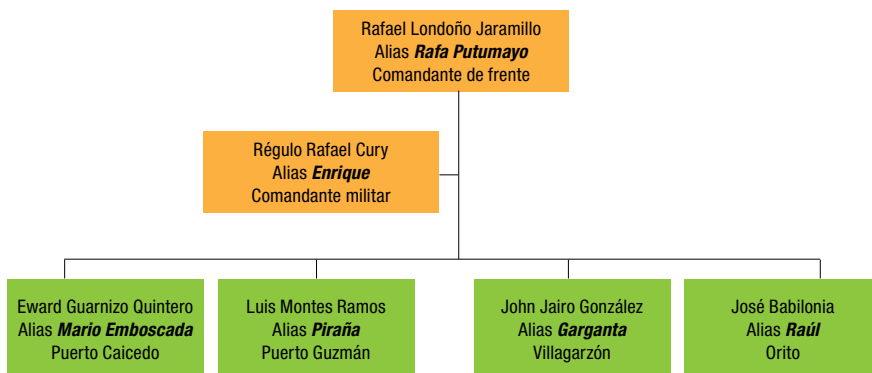 Rafael Londoño Jaramillo
Alias Rafa Putumayo
Comandante de frente
Régulo Rafael Cury
Alias Enrique
Comandante militar
Eward Guarnizo Quintero
Alias Mario Emboscada
Puerto Caicedo
Luis Montes Ramos
Alias Piraña
Puerto Guzmán
John Jairo González
Alias Garganta
Villagarzón
José Babilonia
Alias Raúl
Orito